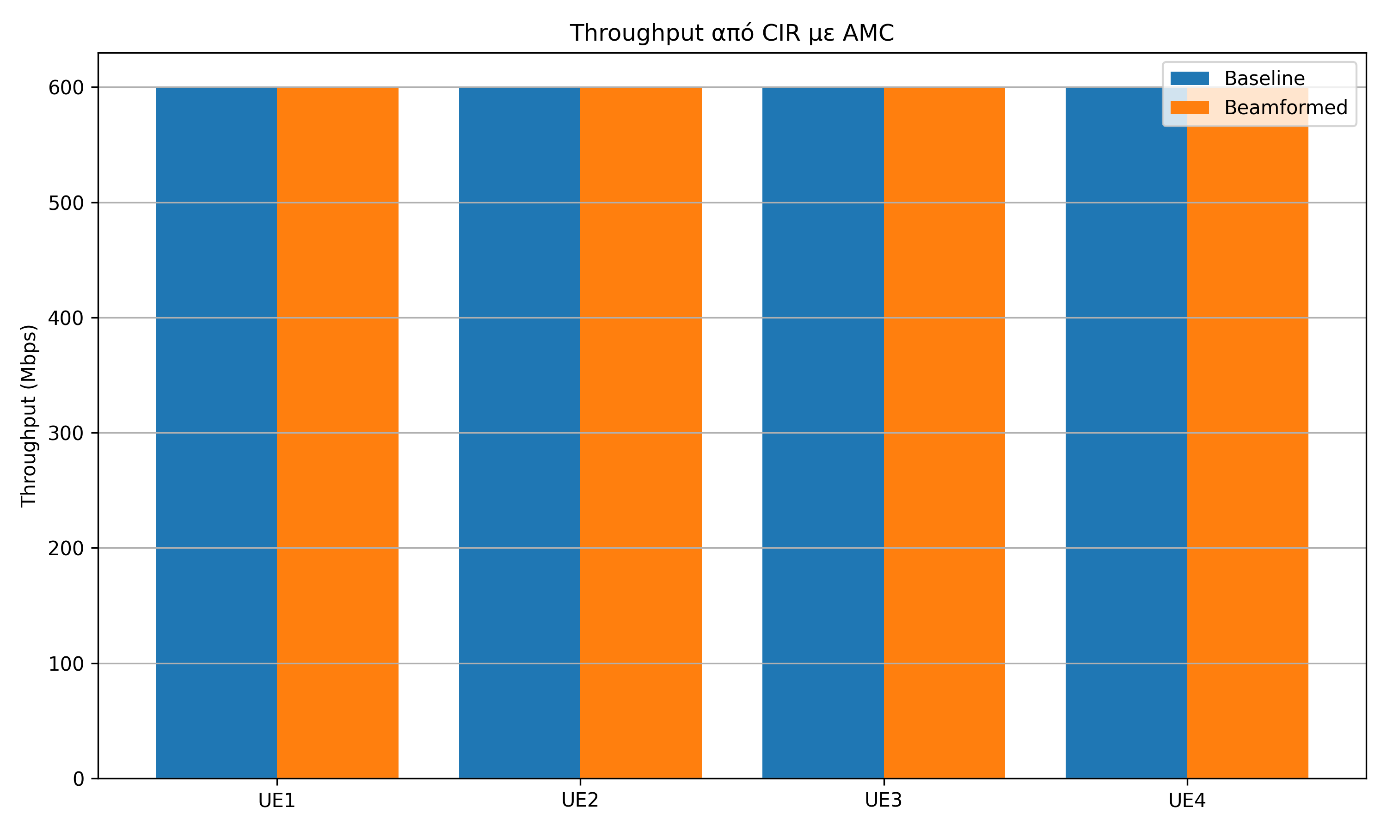 Throughput από CIR με AMC
Baseline
Beamformed
Throughput (Mbps)
600
500
400
300
200
100
0
UE1 UE2 UE3 UE4